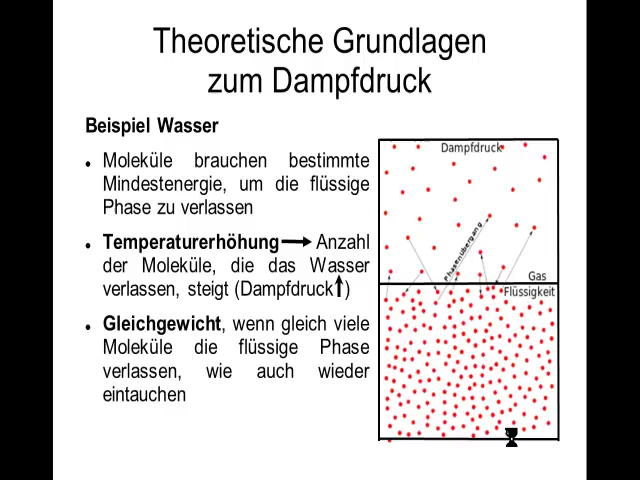 Theoretische Grundlagen
zum Dampfdruck
Beispiel Wasser
• Moleküle brauchen bestimmte
Mindestenergie, um die flüssige
Phase zu verlassen
• Temperaturerhöhung → Anzahl
der Moleküle, die das Wasser
verlassen, steigt (Dampfdruck↑)
• Gleichgewicht, wenn gleich viele
Moleküle die flüssige Phase
verlassen, wie auch wieder
eintauchen
Dampfdruck
Phasenübergang
Gas
Flüssigkeit